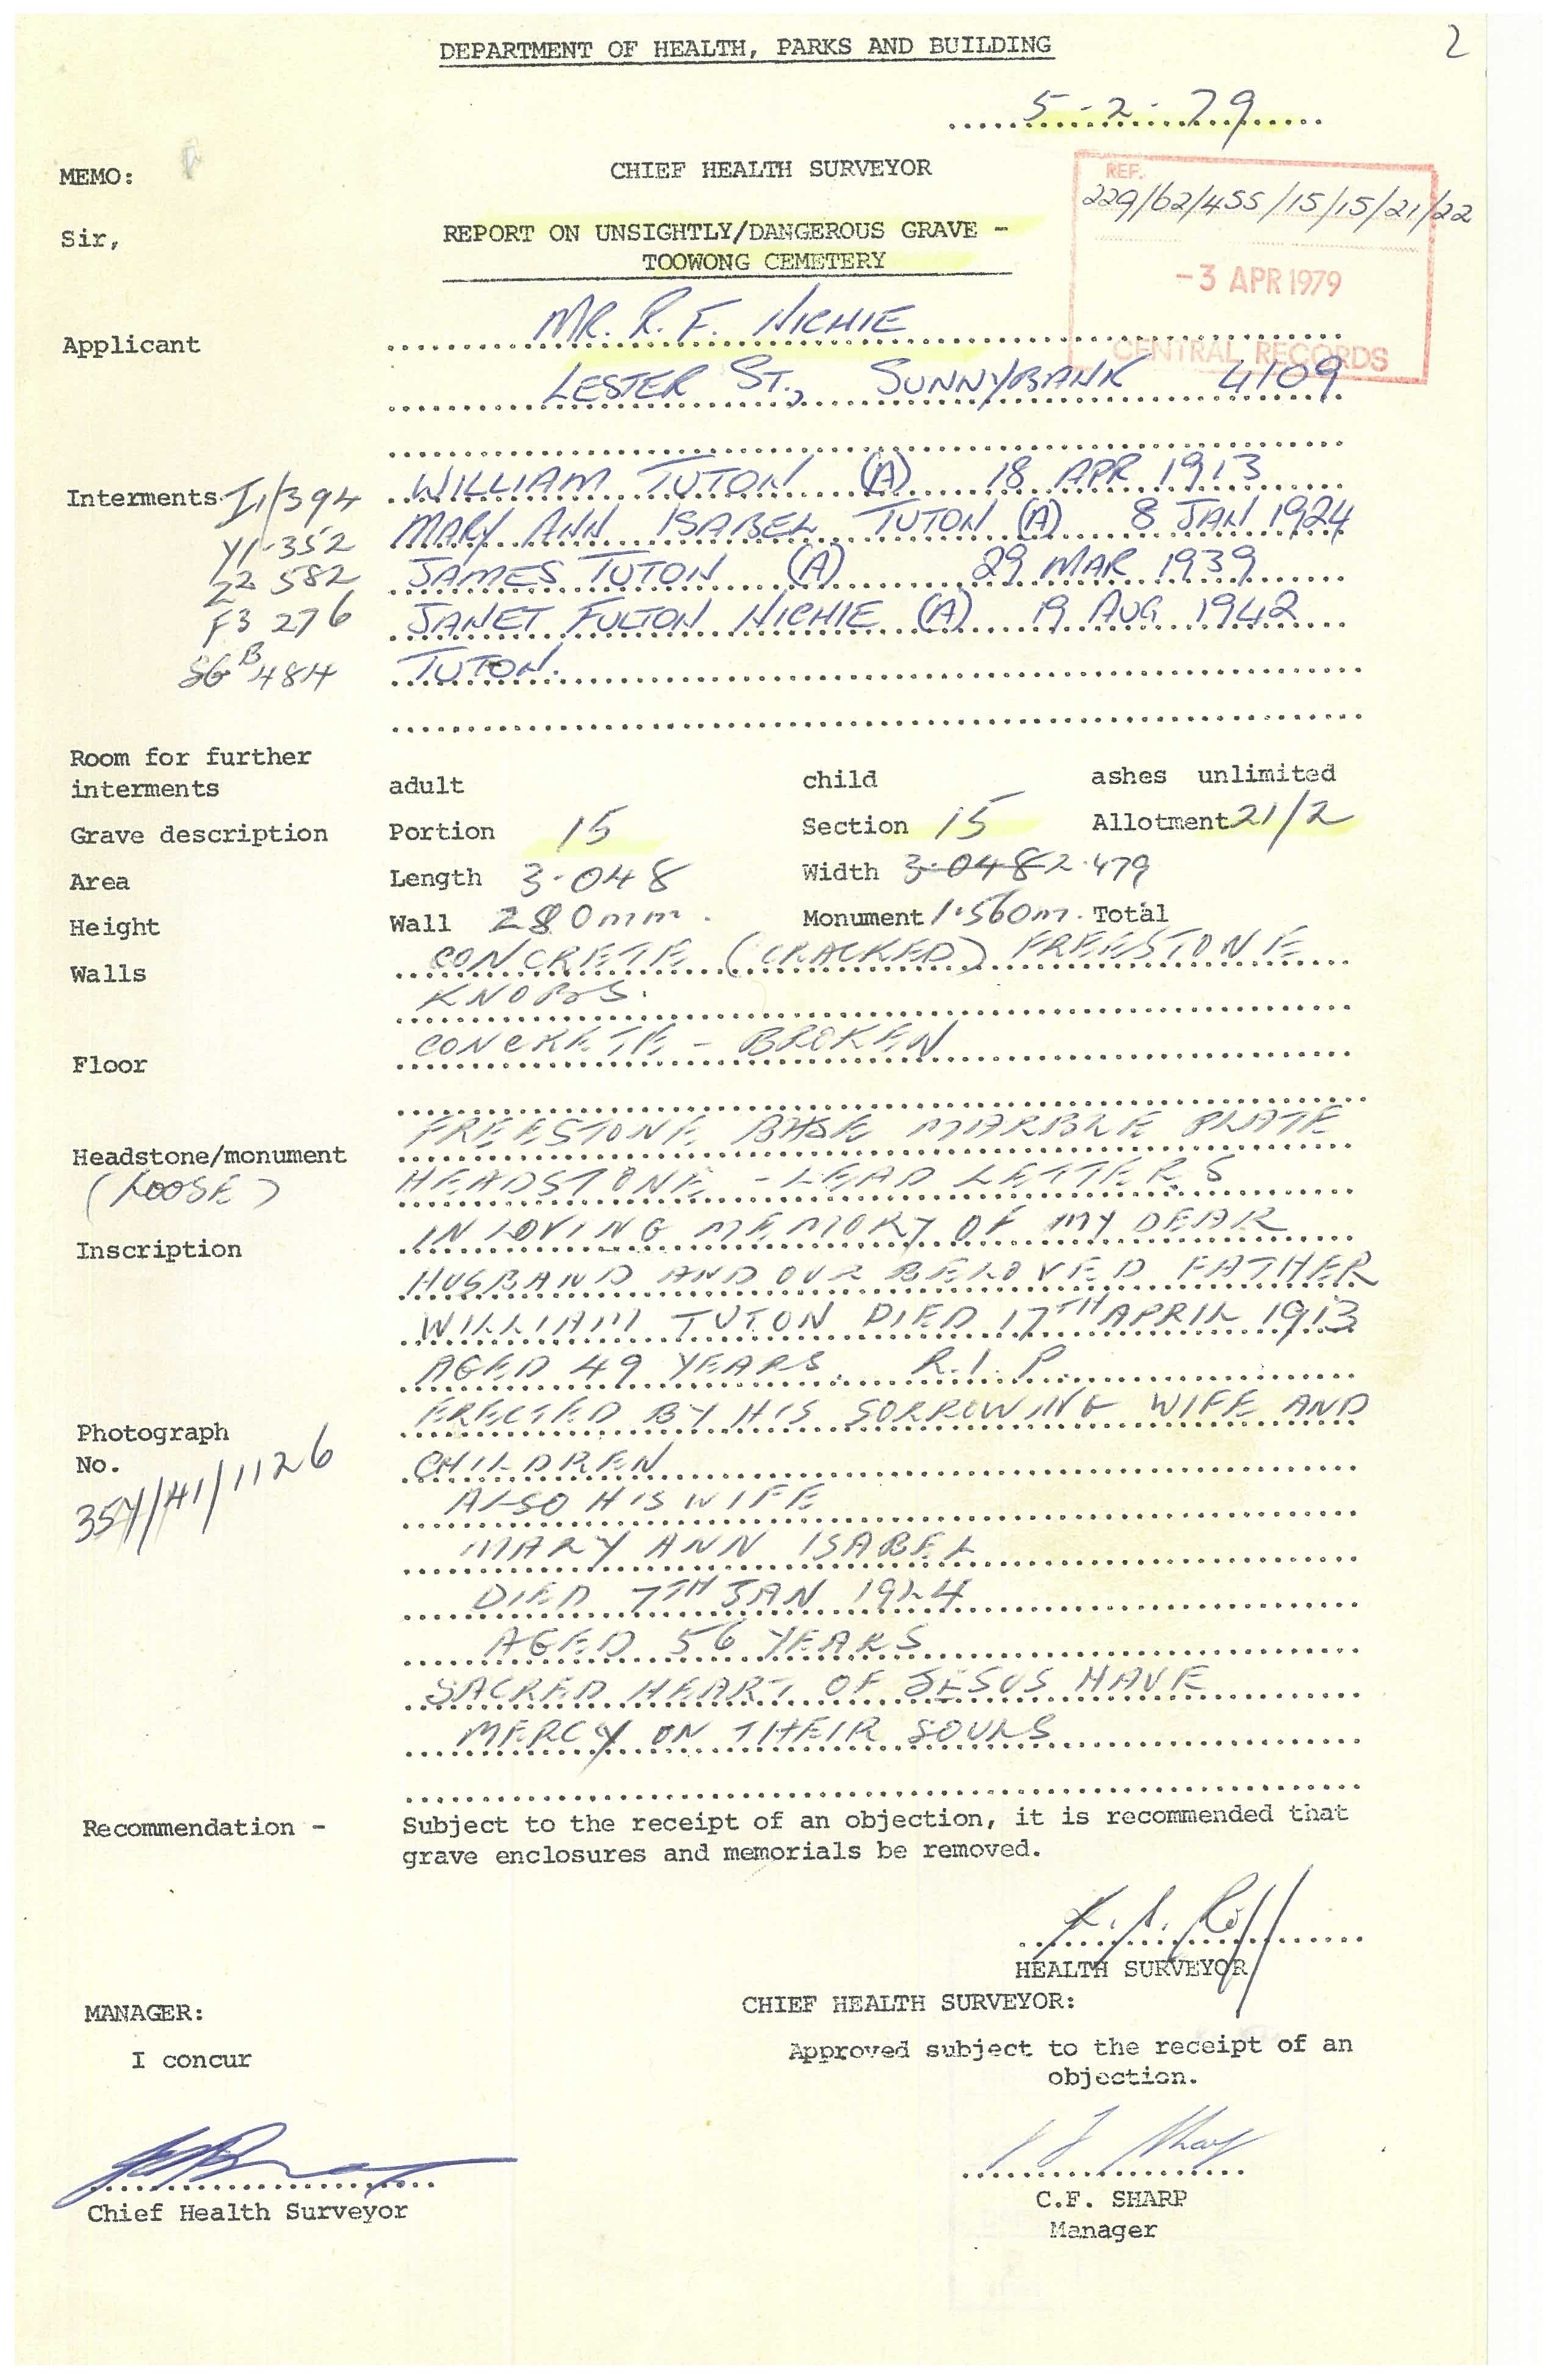 DEPARTMENT OF HEALTH, PARKS AND BUILDING
2
5-2-79
MEMO:
CHIEF HEALTH SURVEYOR
REF.
229/62/455/15/15/21/22
Sir,
REPORT ON UNSIGHTLY/DANGEROUS GRAVE -
TOOWONG CEMETERY
-3 APR 1979
CENTRAL RECORDS
Applicant MR. R. F. NICHIE
LESTER ST., SUNNYBANK 4109
Interments I1/394 WILLIAM TUTON (A) 18 APR 1913
Y1-352 MARY ANN ISABEL TUTON (A) 8 JAN 1924
22 582 JAMES TUTON (A) 29 MAR 1939
F3 276 JANET FULTON NICHIE (A) 19 AUG 1942
SG B 484 TUTON.
Room for further
interments adult child ashes unlimited
Grave description Portion 15 Section 15 Allotment 21/2
Area Length 3.048 Width 3.048 2.479
Height Wall 280mm. Monument 1.560m. Total
Walls CONCRETE (CRACKED) FREESTONE
KNOBS.
Floor CONCRETE - BROKEN
Headstone/monument FREESTONE BASE MARBLE PLATE
(LOOSE) HEADSTONE - LEAD LETTERS
Inscription IN LOVING MEMORY OF MY DEAR
HUSBAND AND OUR BELOVED FATHER
WILLIAM TUTON DIED 17TH APRIL 1913
AGED 49 YEARS. R.I.P.
ERECTED BY HIS SORROWING WIFE AND
Photograph
No. CHILDREN
357/41/1126
ALSO HIS WIFE
MARY ANN ISABEL
DIED 7TH JAN 1924
AGED 56 YEARS
SACRED HEART OF JESUS HAVE
MERCY ON THEIR SOULS
Recommendation - Subject to the receipt of an objection, it is recommended that
grave enclosures and memorials be removed.
HEALTH SURVEYOR
MANAGER:
CHIEF HEALTH SURVEYOR:
I concur
Approved subject to the receipt of an
objection.
Chief Health Surveyor
C.F. SHARP
Manager